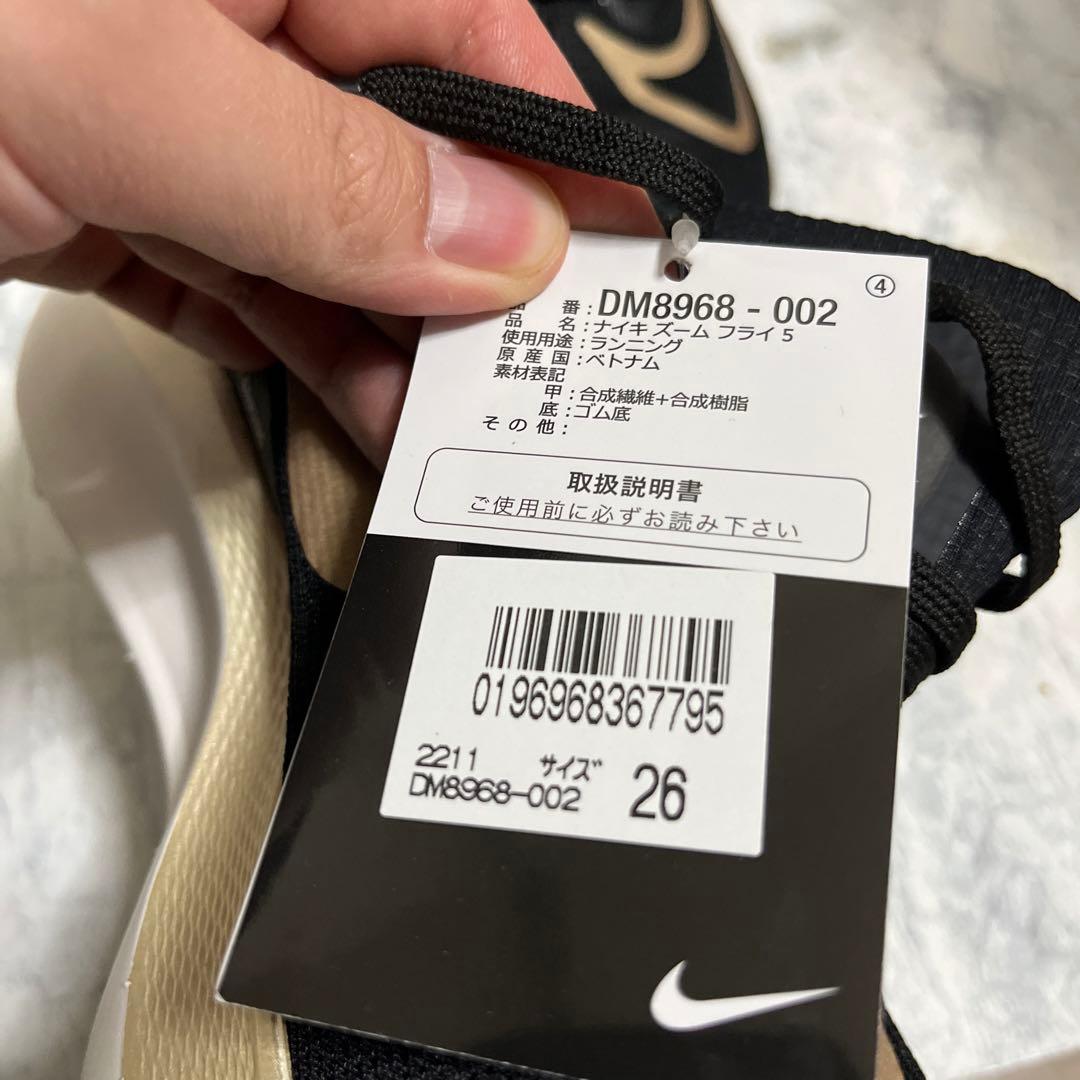 ④
品番：DM8968 - 002
品名：ナイキ ズーム フライ 5
使用用途：ランニング
原産国：ベトナム
素材表記
甲：合成繊維＋合成樹脂
底：ゴム底
その他：
取扱説明書
ご使用前に必ずお読み下さい
0196968367795
2211 サイズ 26
DM8968-002